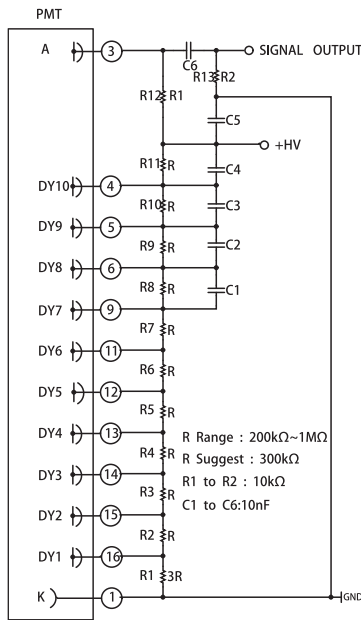 PMT
A 3 C6 SIGNAL OUTPUT
R13 R2
R12 R1
C5
+HV
R11 R C4
DY10 4
R10 R C3
DY9 5
R9 R C2
DY8 6
R8 R C1
DY7 9
R7 R
DY6 11
R6 R
DY5 12
R5 R
DY4 13
R Range : 200kΩ~1MΩ
R4 R
R Suggest : 300kΩ
DY3 14
R1 to R2 : 10kΩ
R3 R
C1 to C6:10nF
DY2 15
R2 R
DY1 16
R1 3R
K 1 GND